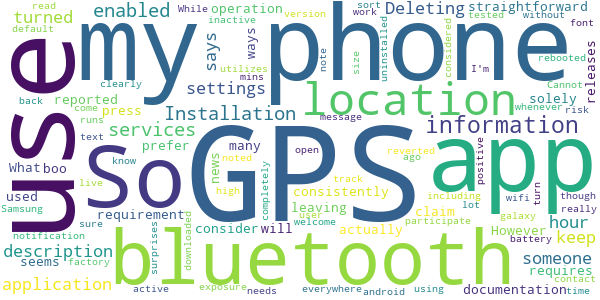 read turned enabled While inactive operation Deleting version sort tested work straightforward
default my phone
settings says ways uninstalled considered without font rebooted I'm
note size utilizes mins Cannot
back reported clearly press Installation location solely releases
runs come whenever risk
use text message
services prefer many information
What boo news open ago reverted positive
know noted consistently track including turn though
used live So GPS app wifi really
Samsung requirement high completely leaving user claim lot galaxy
sure consider will actually participate However battery
notification downloaded welcome hour keep
description surprises bluetooth someone
seems factory requires contact
application active exposure needs everywhere android using documentation time